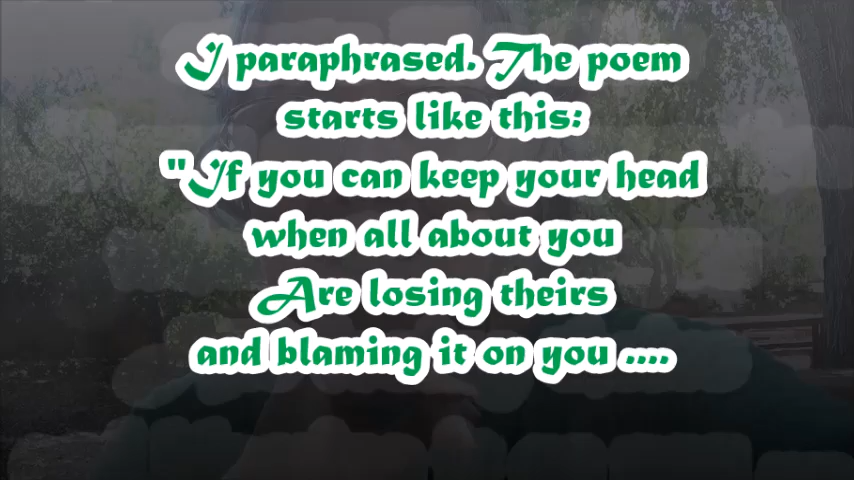 I paraphrased. The poem
starts like this:
"If you can keep your head
when all about you
Are losing theirs
and blaming it on you ....